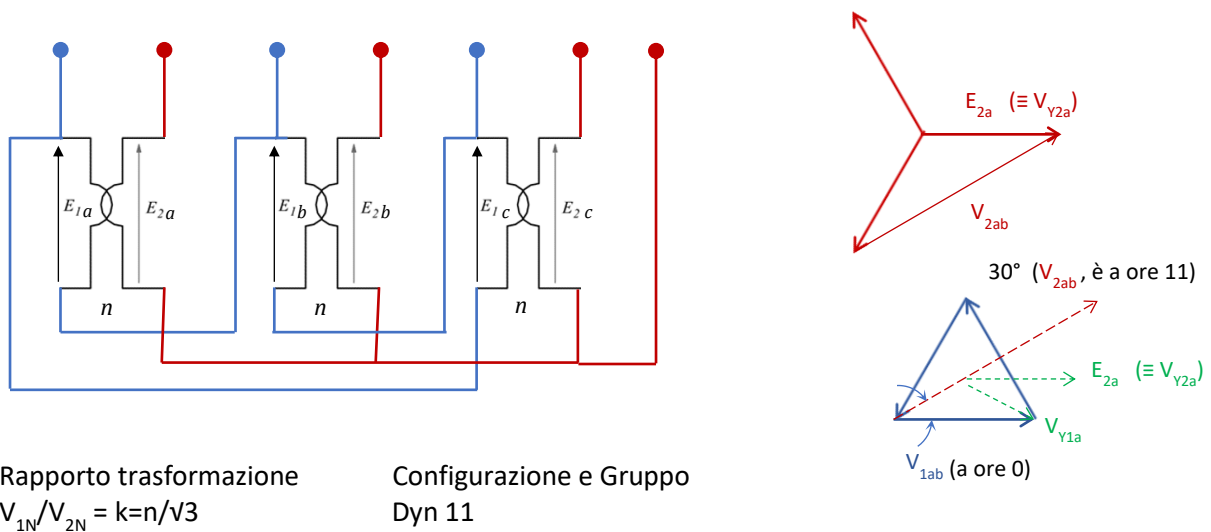 E1a
E2a
n
E1b
E2b
n
E1c
E2c
n
E2a (≡ VY2a)
V2ab
30° (V2ab , è a ore 11)
E2a (≡ VY2a)
VY1a
V1ab (a ore 0)
Rapporto trasformazione
V1N/V2N = k=n/√3
Configurazione e Gruppo
Dyn 11